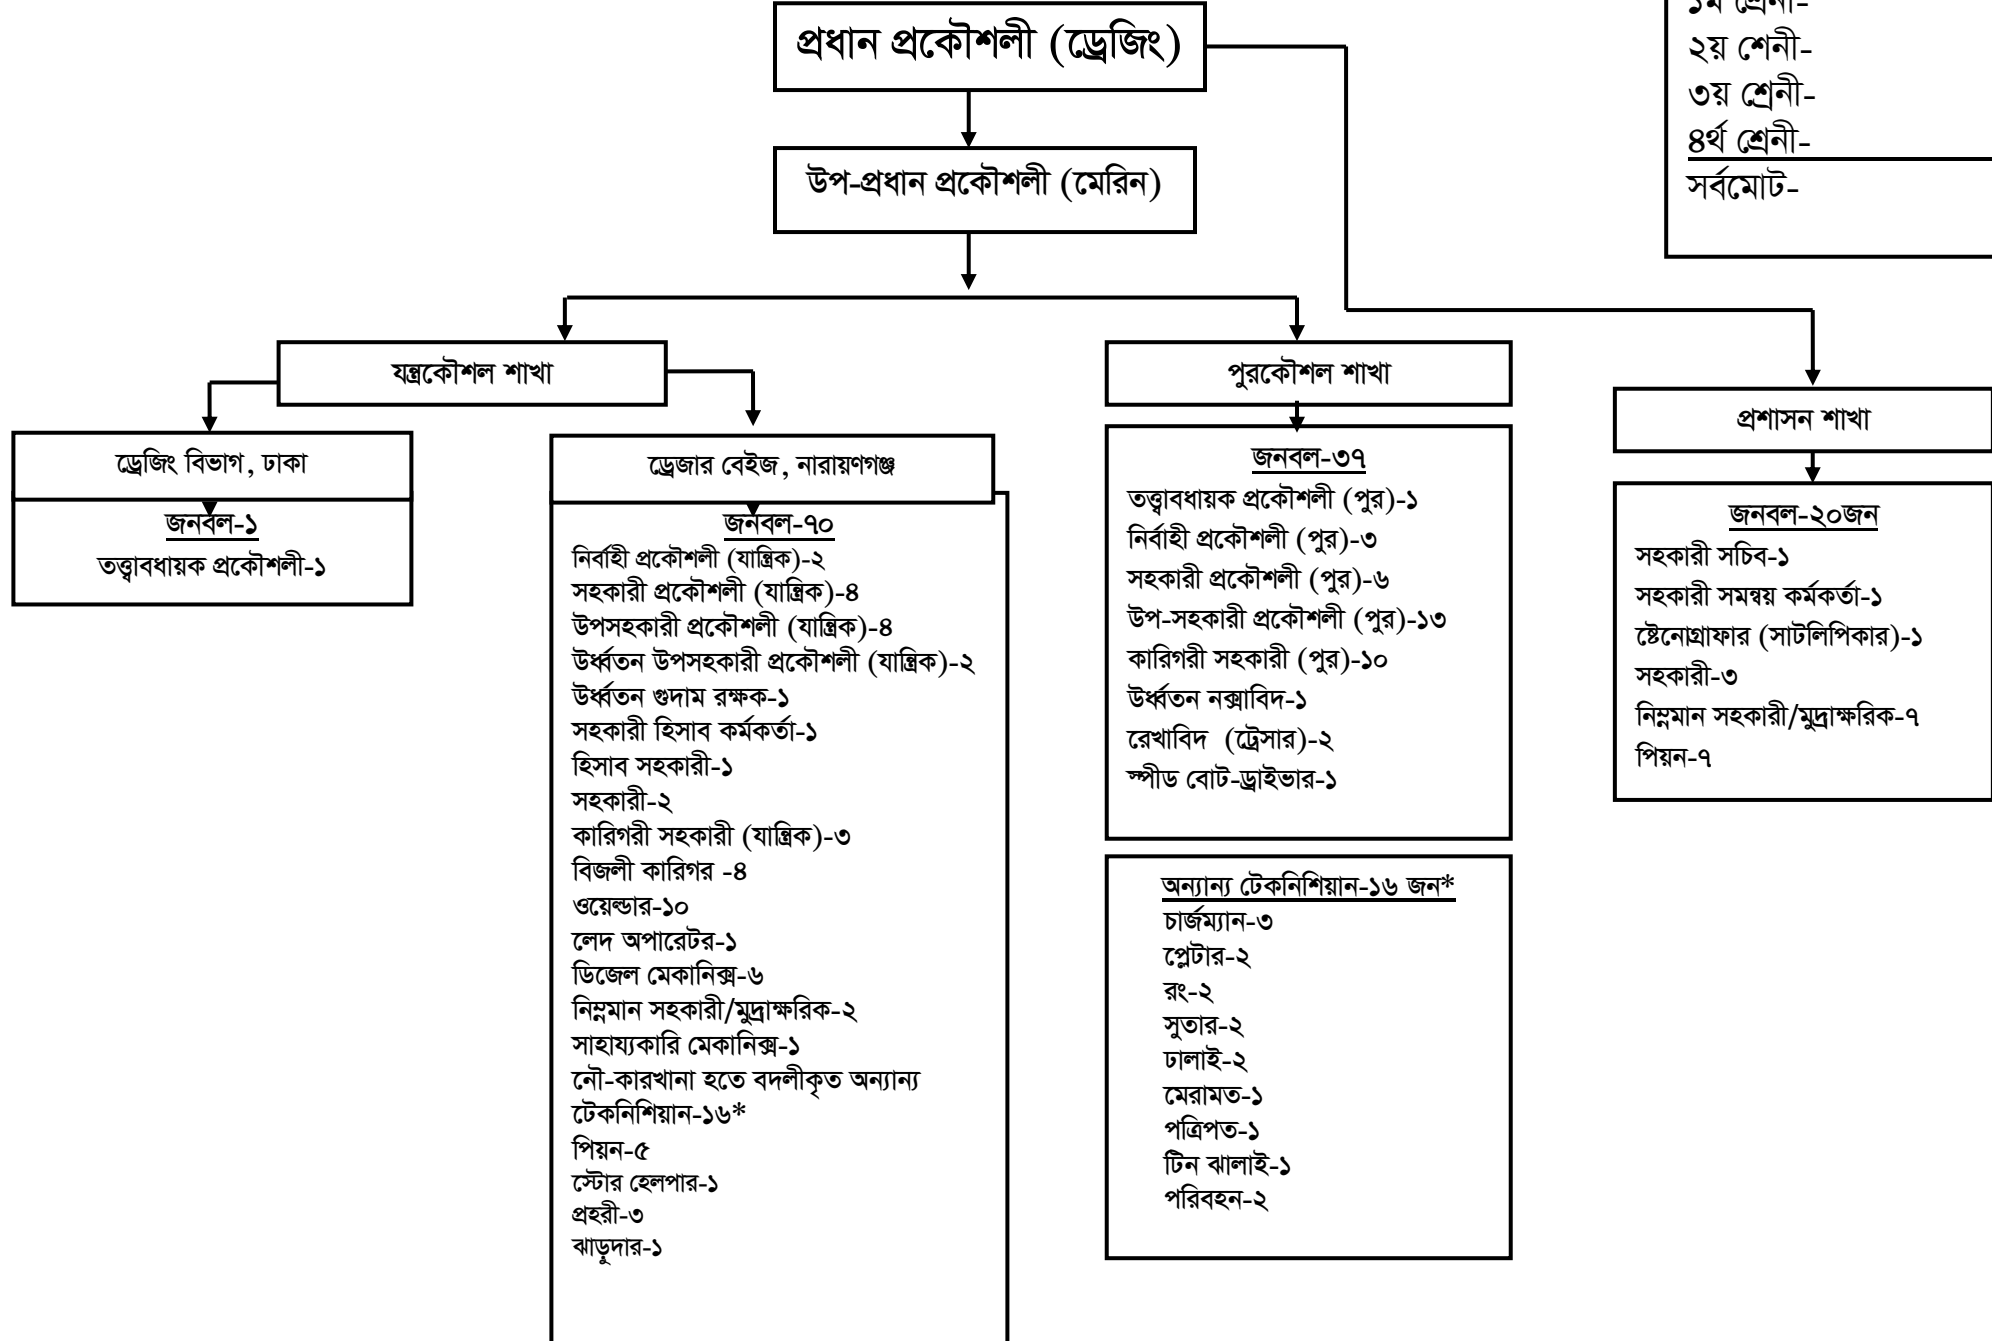 প্রধান প্রকৌশলী (ড্রেজিং)
১ম শ্রেনী-
২য় শেনী-
৩য় শ্রেনী-
৪র্থ শ্রেনী-
সর্বমোট-
উপ-প্রধান প্রকৌশলী (মেরিন)
যন্ত্রকৌশল শাখা
পুরকৌশল শাখা
প্রশাসন শাখা
ড্রেজিং বিভাগ, ঢাকা
জনবল-১
তত্ত্বাবধায়ক প্রকৌশলী-১
ড্রেজার বেইজ, নারায়ণগঞ্জ
জনবল-৭০
নির্বাহী প্রকৌশলী (যান্ত্রিক)-২
সহকারী প্রকৌশলী (যান্ত্রিক)-৪
উপসহকারী প্রকৌশলী (যান্ত্রিক)-৪
উর্ধ্বতন উপসহকারী প্রকৌশলী (যান্ত্রিক)-২
উর্ধ্বতন গুদাম রক্ষক-১
সহকারী হিসাব কর্মকর্তা-১
হিসাব সহকারী-১
সহকারী-২
কারিগরী সহকারী (যান্ত্রিক)-৩
বিজলী কারিগর -৪
ওয়েল্ডার-১০
লেদ অপারেটর-১
ডিজেল মেকানিক্স-৬
নিম্নমান সহকারী/মুদ্রাক্ষরিক-২
সাহায্যকারি মেকানিক্স-১
নৌ-কারখানা হতে বদলীকৃত অন্যান্য
টেকনিশিয়ান-১৬*
পিয়ন-৫
স্টোর হেলপার-১
প্রহরী-৩
ঝাড়ুদার-১
জনবল-৩৭
তত্ত্বাবধায়ক প্রকৌশলী (পুর)-১
নির্বাহী প্রকৌশলী (পুর)-৩
সহকারী প্রকৌশলী (পুর)-৬
উপ-সহকারী প্রকৌশলী (পুর)-১৩
কারিগরী সহকারী (পুর)-১০
উর্ধ্বতন নক্সাবিদ-১
রেখাবিদ (ট্রেসার)-২
স্পীড বোট-ড্রাইভার-১
অন্যান্য টেকনিশিয়ান-১৬ জন*
চার্জম্যান-৩
প্লেটার-২
রং-২
সুতার-২
ঢালাই-২
মেরামত-১
পত্রিপত-১
টিন ঝালাই-১
পরিবহন-২
জনবল-২০জন
সহকারী সচিব-১
সহকারী সমন্বয় কর্মকর্তা-১
ষ্টেনোগ্রাফার (সাটলিপিকার)-১
সহকারী-৩
নিম্নমান সহকারী/মুদ্রাক্ষরিক-৭
পিয়ন-৭